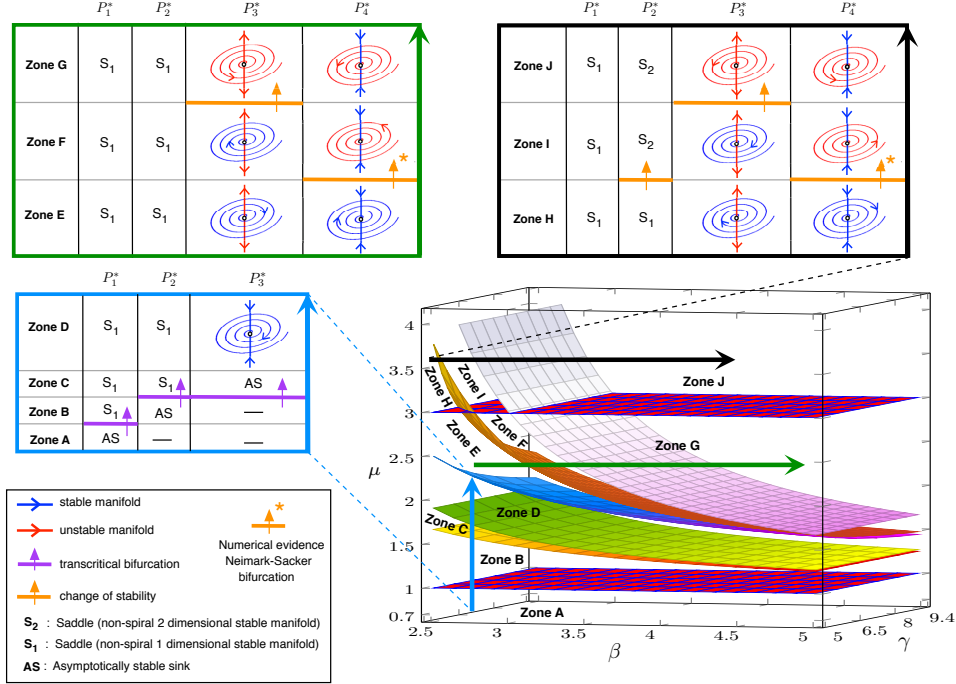 P₁* P₂* P₃* P₄*
Zone G S₁ S₁
Zone F S₁ S₁
*
Zone E S₁ S₁
P₁* P₂* P₃* P₄*
Zone J S₁ S₂
Zone I S₁ S₂
*
Zone H S₁ S₁
P₁* P₂* P₃*
Zone D S₁ S₁
Zone C S₁ S₁ AS
Zone B S₁ AS —
Zone A AS — —
stable manifold
unstable manifold
transcritical bifurcation
change of stability
*
Numerical evidence
Neimark-Sacker
bifurcation
S₂ : Saddle (non-spiral 2 dimensional stable manifold)
S₁ : Saddle (non-spiral 1 dimensional stable manifold)
AS : Asymptotically stable sink
4
3.5
3
2.5
2
1.5
1
0.7
μ
Zone J
Zone I
Zone H
Zone F
Zone E
Zone G
Zone D
Zone C
Zone B
Zone A
2.5 3.5 4 4.5 5
β
5 6.5 8 9.4
γ